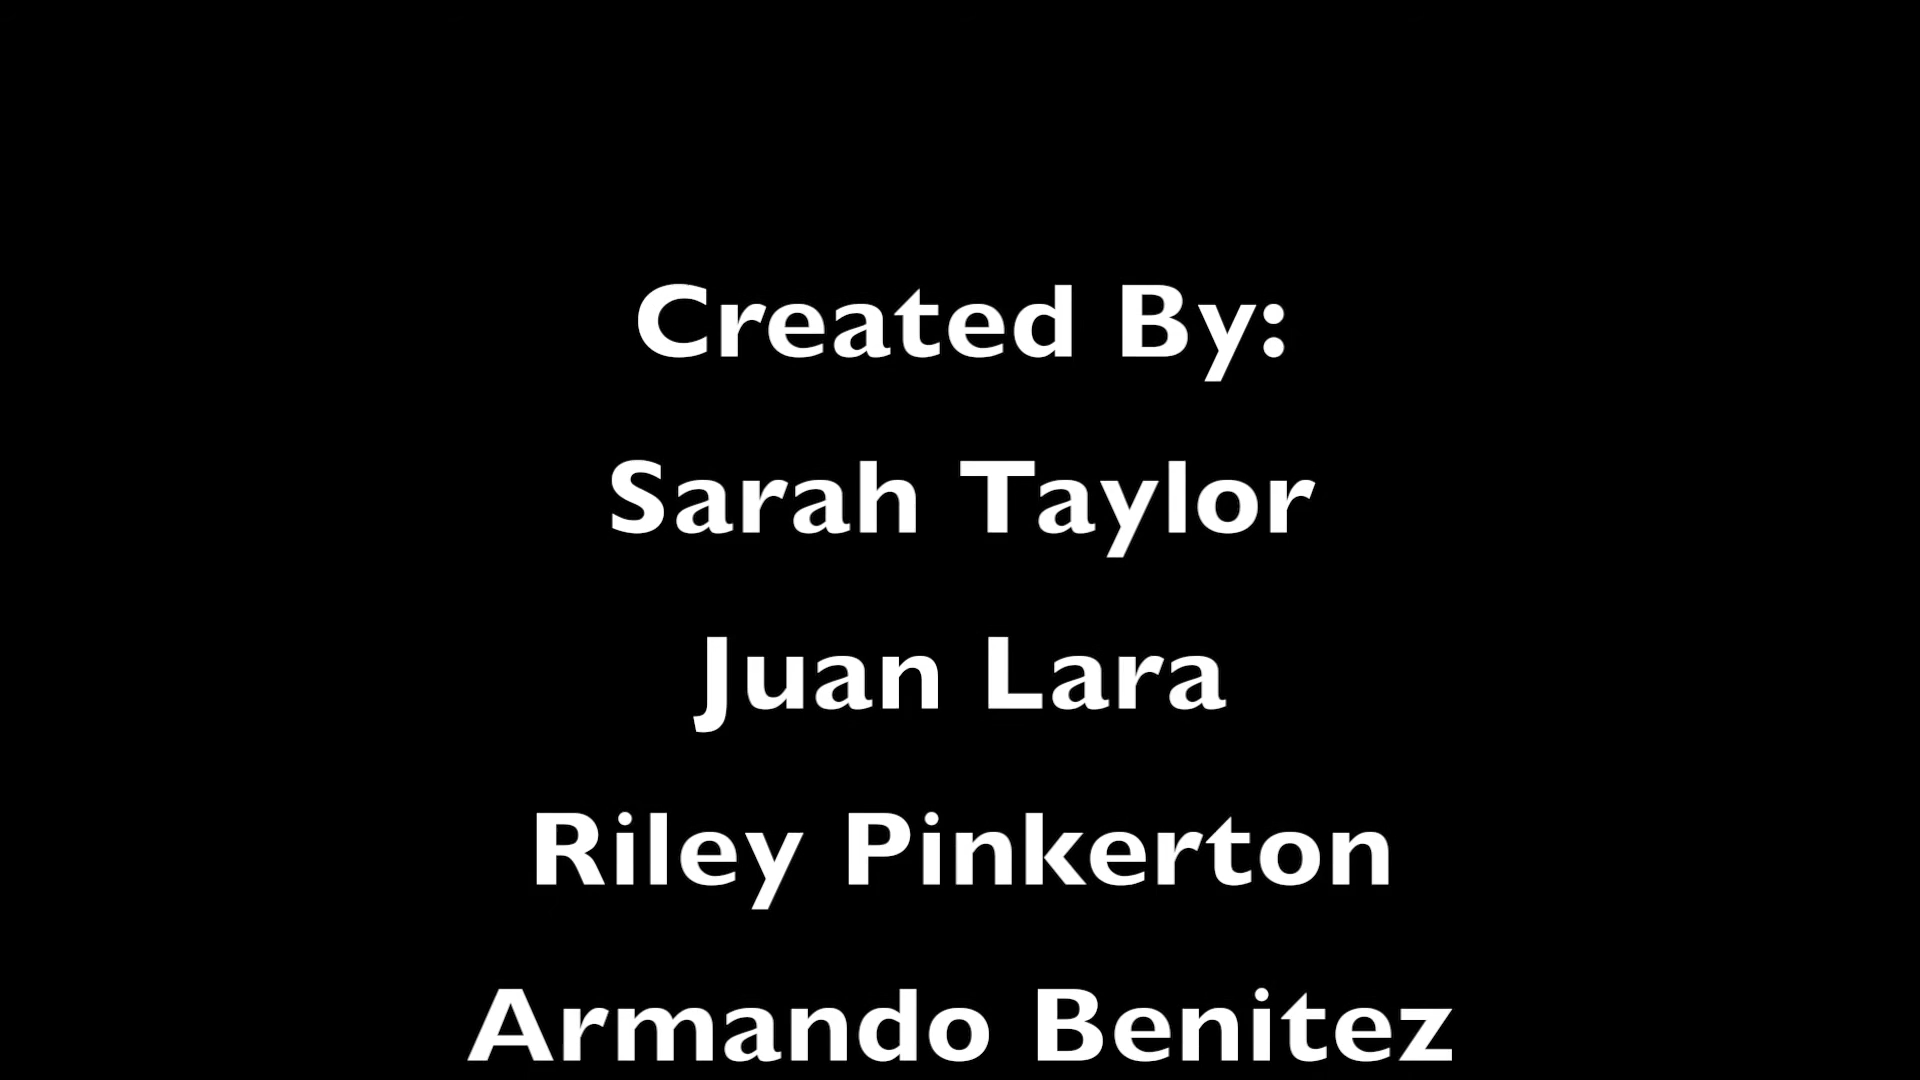 Created By:
Sarah Taylor
Juan Lara
Riley Pinkerton
Armando Benitez